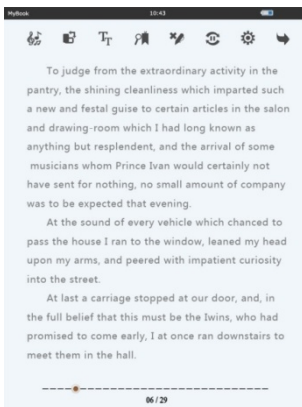 MyBook 10:43
To judge from the extraordinary activity in the
pantry, the shining cleanliness which imparted such
a new and festal guise to certain articles in the salon
and drawing-room which I had long known as
anything but resplendent, and the arrival of some
musicians whom Prince Ivan would certainly not
have sent for nothing, no small amount of company
was to be expected that evening.
At the sound of every vehicle which chanced to
pass the house I ran to the window, leaned my head
upon my arms, and peered with impatient curiosity
into the street.
At last a carriage stopped at our door, and, in
the full belief that this must be the Iwins, who had
promised to come early, I at once ran downstairs to
meet them in the hall.
06 / 29